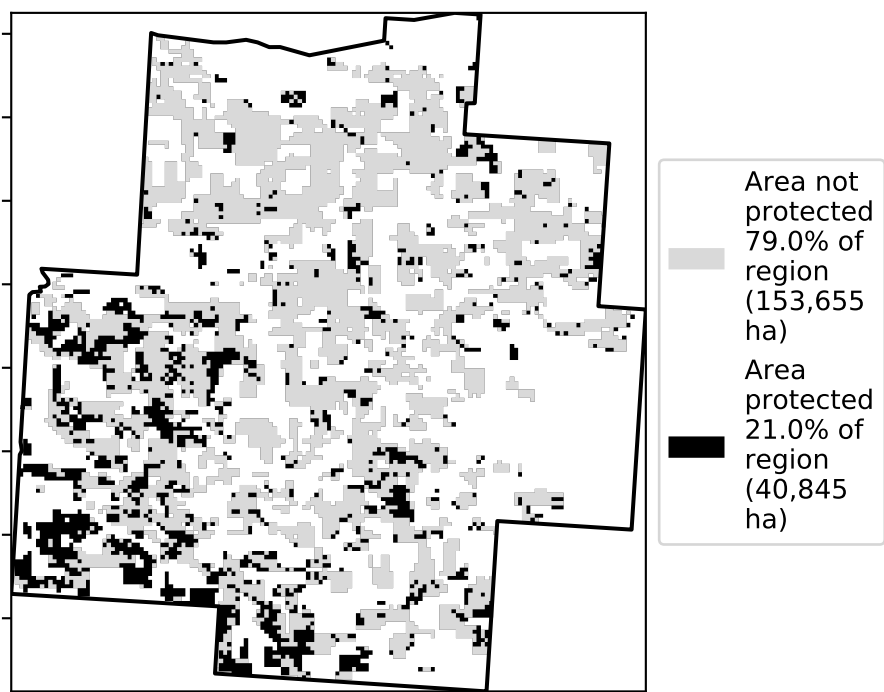 Area not
protected
79.0% of
region
(153,655
ha)
Area
protected
21.0% of
region
(40,845
ha)